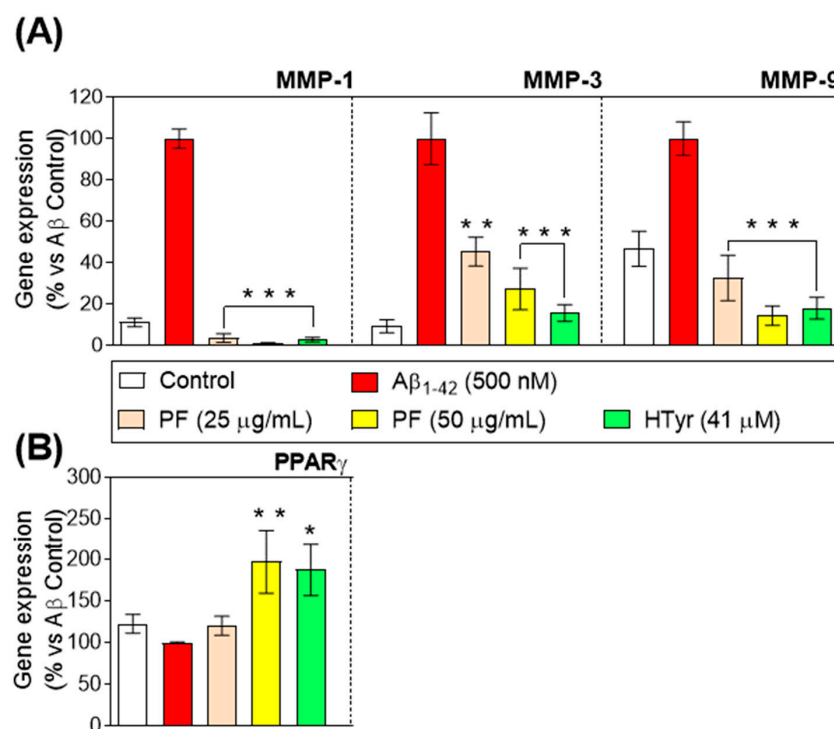 (A)
MMP-1 MMP-3 MMP-9
Gene expression
(% vs Aβ Control)
120
100
80
60
40
20
0
* * *
* *
* * *
* * *
Control Aβ1-42 (500 nM)
PF (25 μg/mL) PF (50 μg/mL) HTyr (41 μM)
(B)
PPARγ
Gene expression
(% vs Aβ Control)
300
250
200
150
100
50
0
* *
*